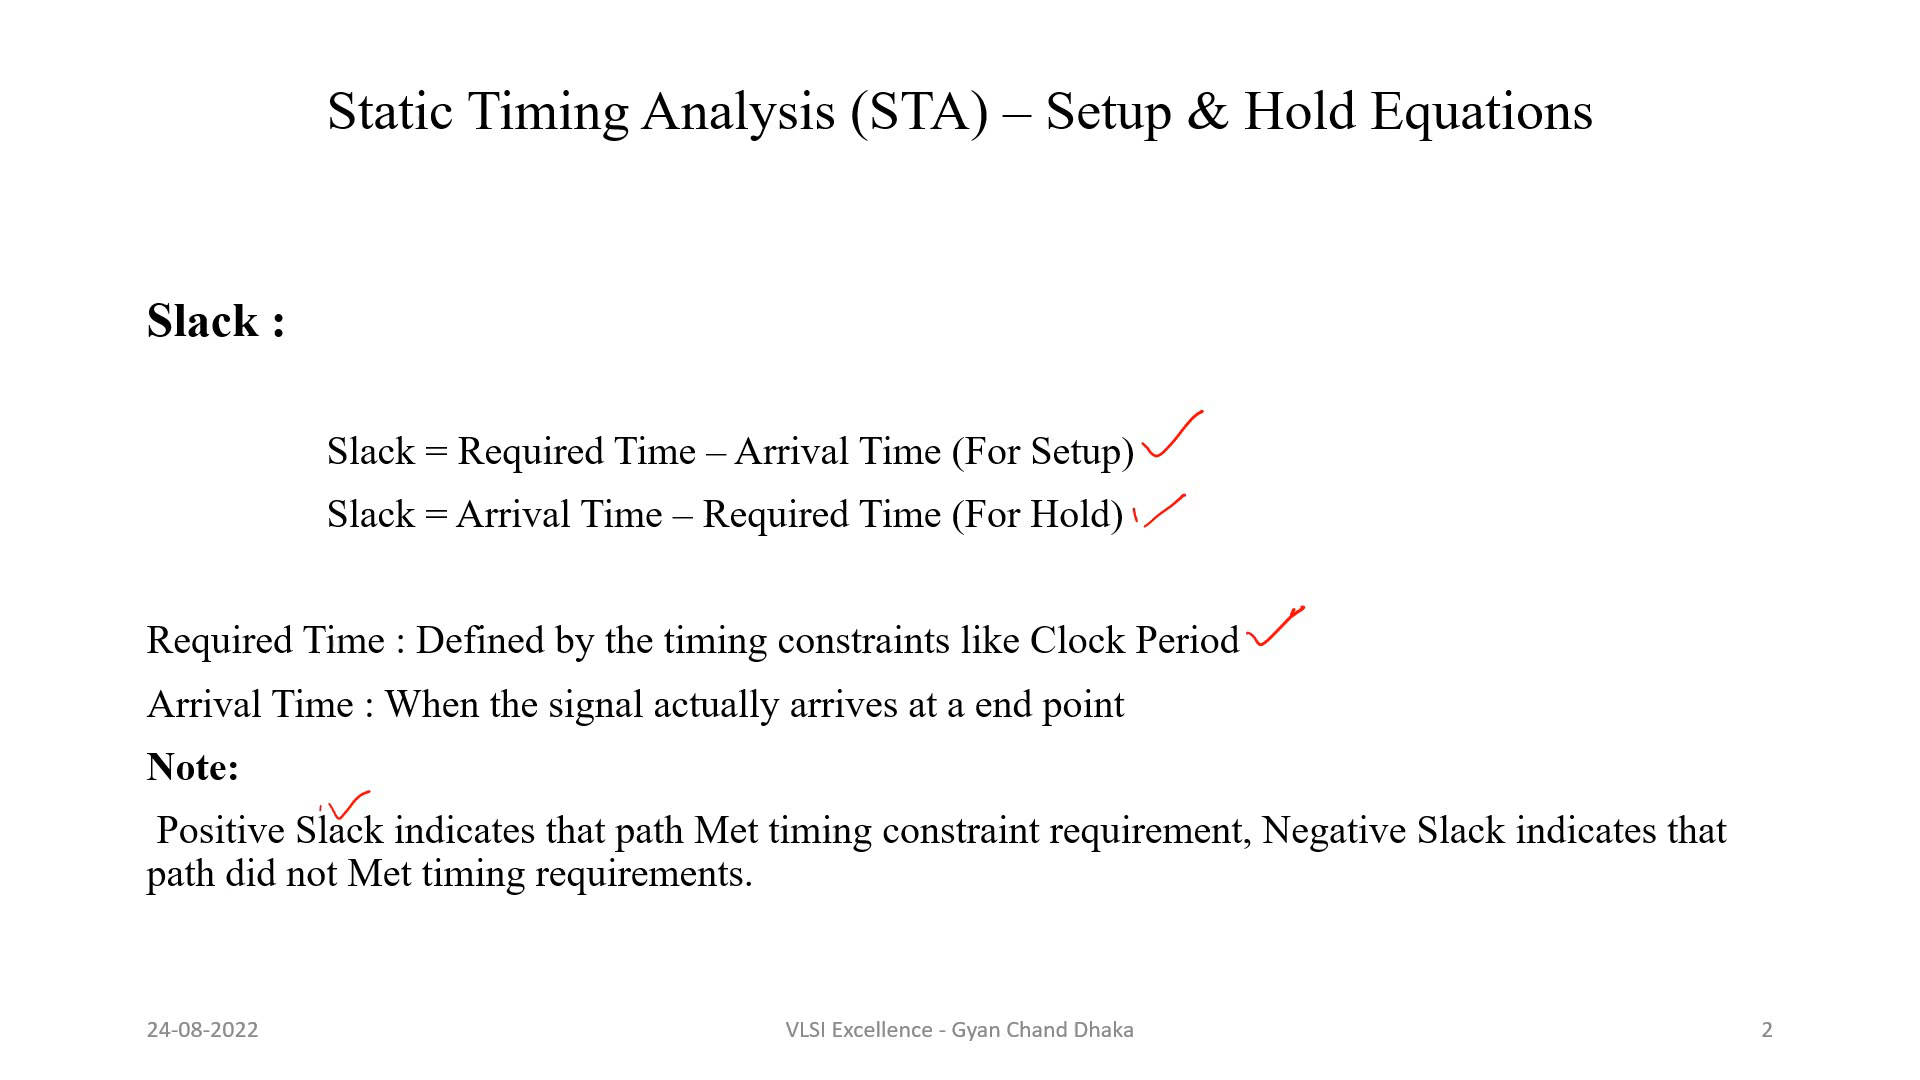 Static Timing Analysis (STA) – Setup & Hold Equations
Slack :
Slack = Required Time – Arrival Time (For Setup)
Slack = Arrival Time – Required Time (For Hold)
Required Time : Defined by the timing constraints like Clock Period
Arrival Time : When the signal actually arrives at a end point
Note:
Positive Slack indicates that path Met timing constraint requirement, Negative Slack indicates that
path did not Met timing requirements.
24-08-2022
VLSI Excellence - Gyan Chand Dhaka
2